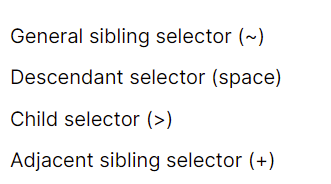 General sibling selector (~)
Descendant selector (space)
Child selector (>)
Adjacent sibling selector (+)